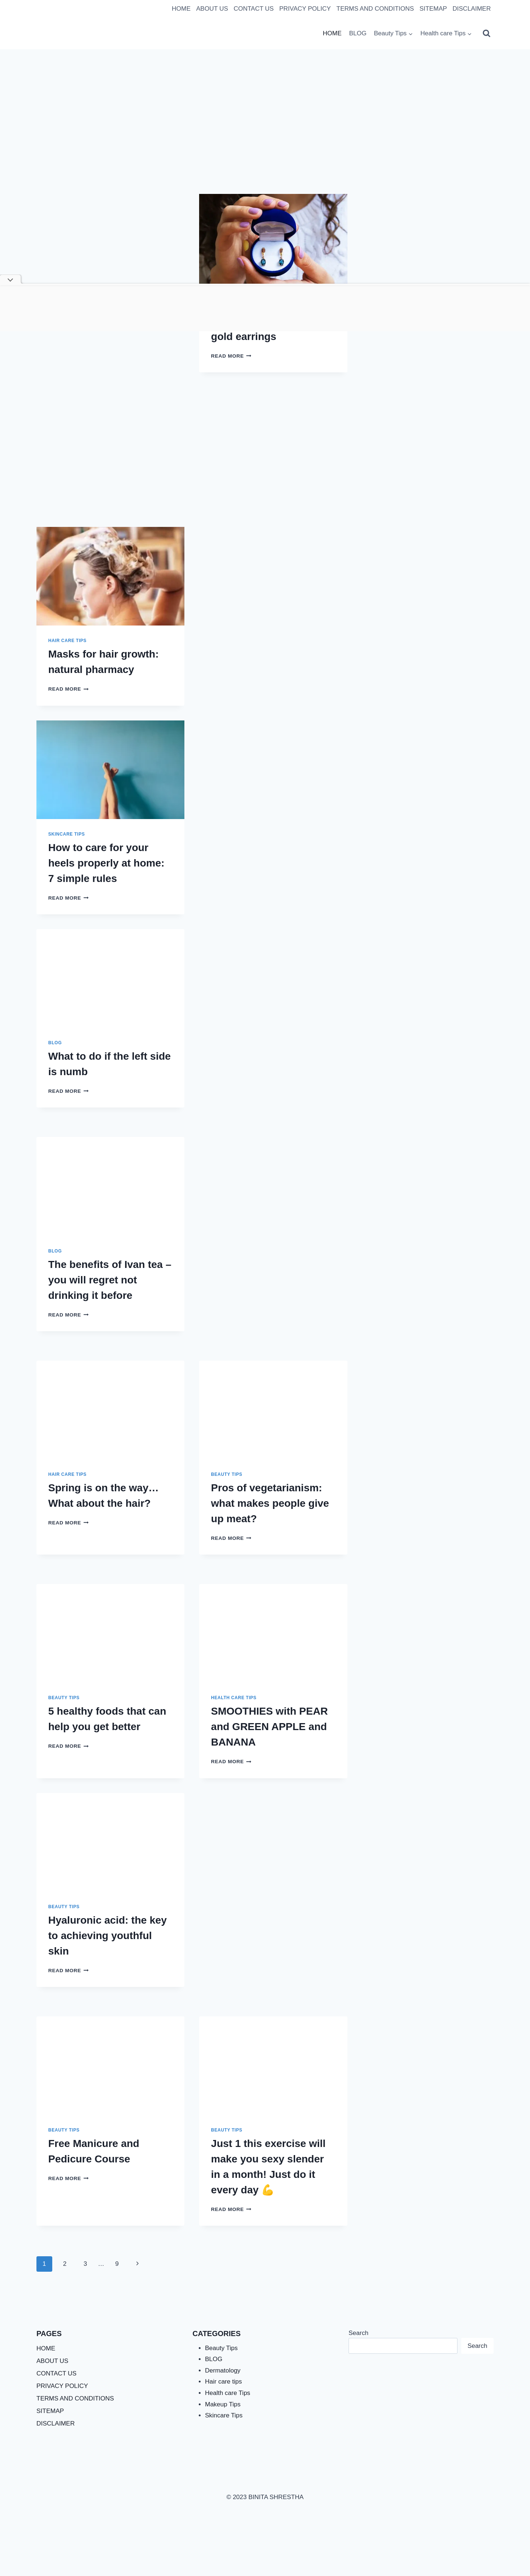 HOME ABOUT US CONTACT US PRIVACY POLICY TERMS AND CONDITIONS SITEMAP DISCLAIMER
HOME BLOG Beauty Tips Health care Tips
gold earrings
READ MORE
HAIR CARE TIPS
Masks for hair growth:
natural pharmacy
READ MORE
SKINCARE TIPS
How to care for your
heels properly at home:
7 simple rules
READ MORE
BLOG
What to do if the left side
is numb
READ MORE
BLOG
The benefits of Ivan tea –
you will regret not
drinking it before
READ MORE
HAIR CARE TIPS
Spring is on the way…
What about the hair?
READ MORE
BEAUTY TIPS
Pros of vegetarianism:
what makes people give
up meat?
READ MORE
BEAUTY TIPS
5 healthy foods that can
help you get better
READ MORE
HEALTH CARE TIPS
SMOOTHIES with PEAR
and GREEN APPLE and
BANANA
READ MORE
BEAUTY TIPS
Hyaluronic acid: the key
to achieving youthful
skin
READ MORE
BEAUTY TIPS
Free Manicure and
Pedicure Course
READ MORE
BEAUTY TIPS
Just 1 this exercise will
make you sexy slender
in a month! Just do it
every day 💪
READ MORE
1 2 3 … 9
PAGES
HOME
ABOUT US
CONTACT US
PRIVACY POLICY
TERMS AND CONDITIONS
SITEMAP
DISCLAIMER
CATEGORIES
Beauty Tips
BLOG
Dermatology
Hair care tips
Health care Tips
Makeup Tips
Skincare Tips
Search
Search
© 2023 BINITA SHRESTHA